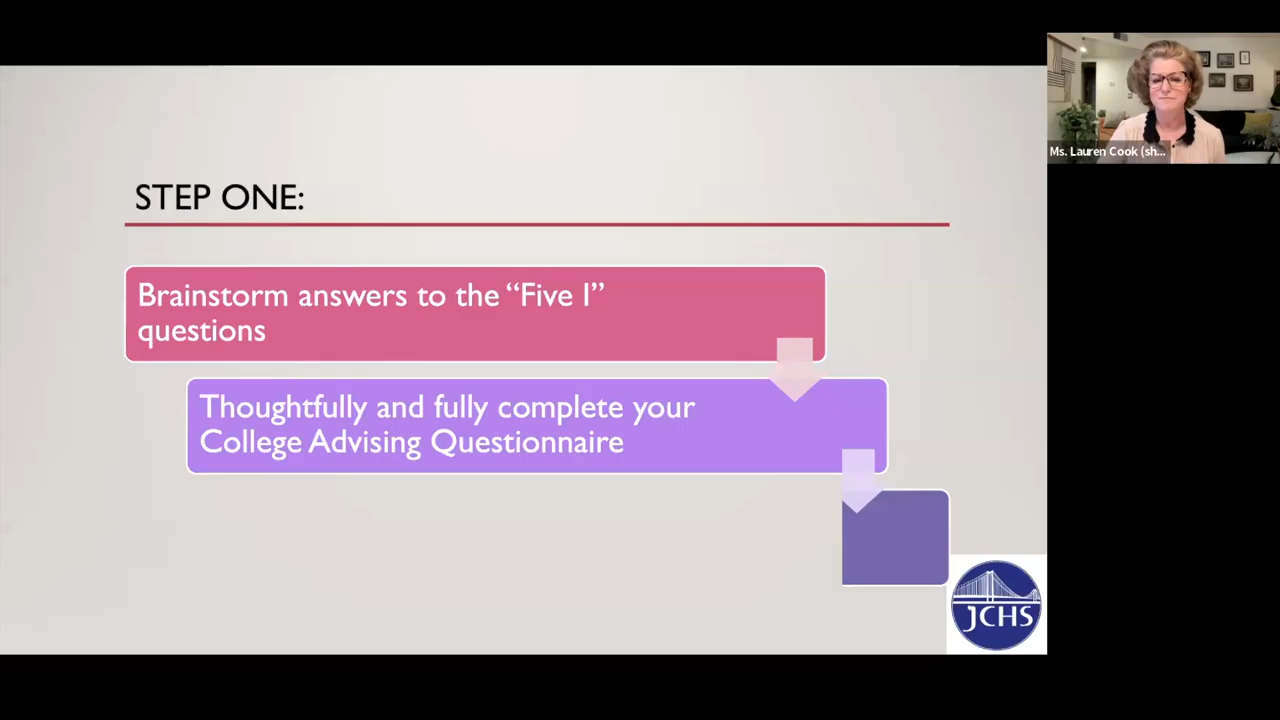 STEP ONE:
Brainstorm answers to the “Five I”
questions
Thoughtfully and fully complete your
College Advising Questionnaire
JCHS
Ms. Lauren Cook (sh...